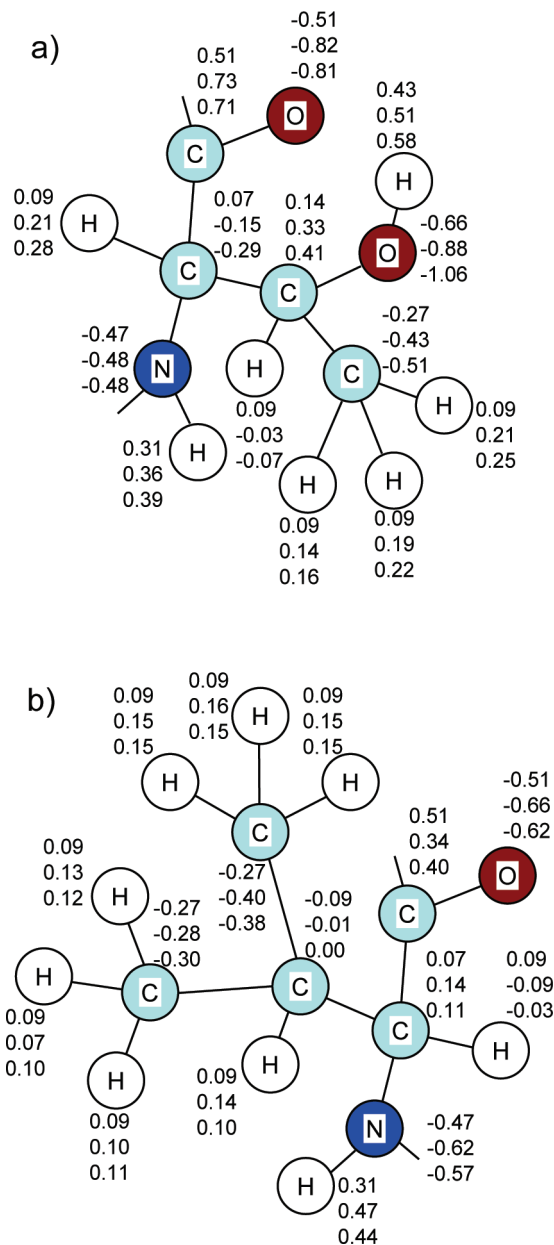 a)
-0.51
-0.82
-0.81
0.51
0.73
0.71
O
C
0.43
0.51
0.58
H
0.09
0.21
0.28
H
0.07
-0.15
-0.29
C
0.14
0.33
0.41
C
-0.66
-0.88
-1.06
O
-0.47
-0.48
-0.48
N
0.09
-0.03
-0.07
H
-0.27
-0.43
-0.51
C
0.31
0.36
0.39
H
0.09
0.21
0.25
H
H
0.09
0.14
0.16
H
0.09
0.19
0.22
b)
0.09
0.15
0.15
H
0.09
0.16
0.15
H
0.09
0.15
0.15
H
C
-0.27
-0.40
-0.38
-0.51
-0.66
-0.62
O
0.51
0.34
0.40
C
0.09
0.13
0.12
H
-0.27
-0.28
-0.30
C
-0.09
-0.01
0.00
C
0.07
0.14
0.11
C
0.09
-0.09
-0.03
H
H
0.09
0.07
0.10
H
0.09
0.10
0.11
H
0.09
0.14
0.10
N
-0.47
-0.62
-0.57
H
0.31
0.47
0.44